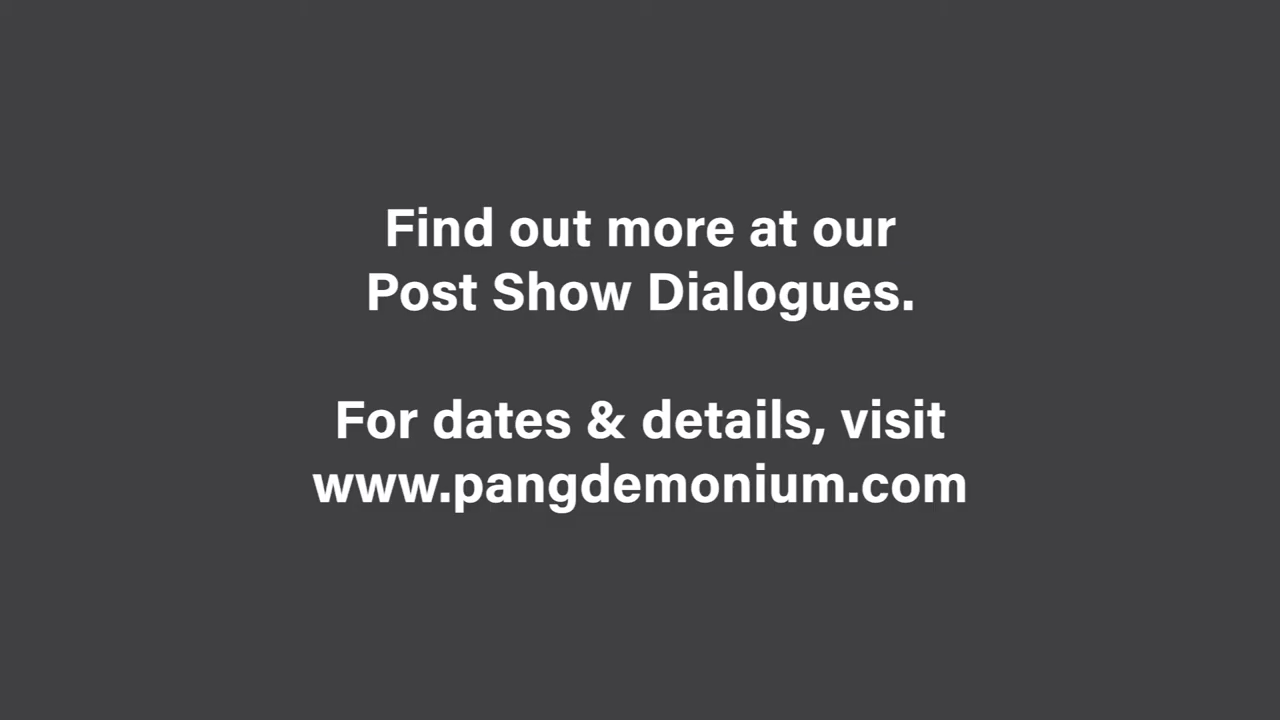 Find out more at our
Post Show Dialogues.
For dates & details, visit
www.pangdemonium.com